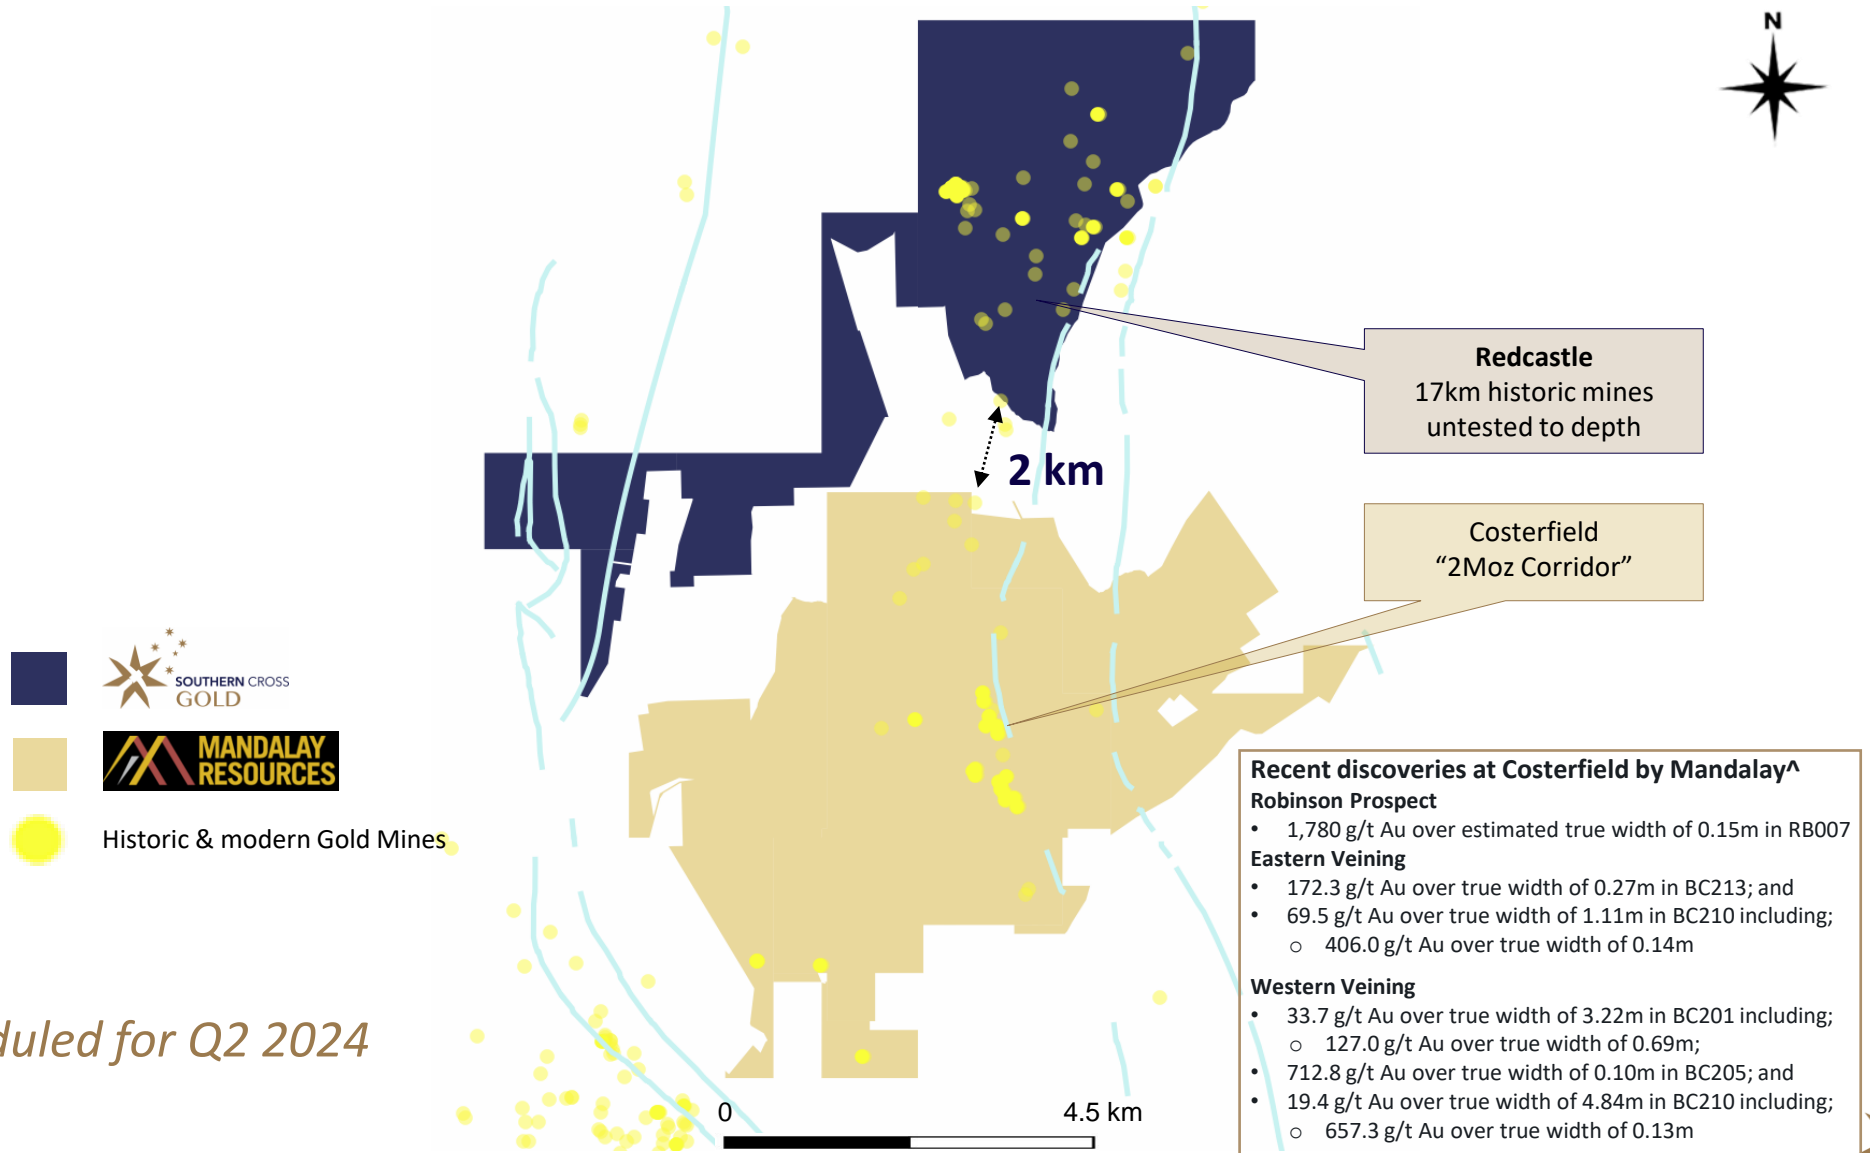 N
Redcastle
17km historic mines
untested to depth
2 km
Costerfield
“2Moz Corridor”
SOUTHERN CROSS
GOLD
MANDALAY
RESOURCES
Historic & modern Gold Mines
Recent discoveries at Costerfield by Mandalay^
Robinson Prospect
• 1,780 g/t Au over estimated true width of 0.15m in RB007
Eastern Veining
• 172.3 g/t Au over true width of 0.27m in BC213; and
• 69.5 g/t Au over true width of 1.11m in BC210 including;
o 406.0 g/t Au over true width of 0.14m
Western Veining
• 33.7 g/t Au over true width of 3.22m in BC201 including;
o 127.0 g/t Au over true width of 0.69m;
• 712.8 g/t Au over true width of 0.10m in BC205; and
• 19.4 g/t Au over true width of 4.84m in BC210 including;
o 657.3 g/t Au over true width of 0.13m
duled for Q2 2024
0 4.5 km